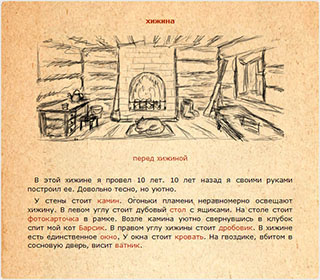 хижина
перед хижиной
В этой хижине я провел 10 лет. 10 лет назад я своими руками
построил ее. Довольно тесно, но уютно.
У стены стоит камин. Огоньки пламени неравномерно освещают
хижину. В левом углу стоит дубовый стол с ящиками. На столе стоит
фотокарточка в рамке. Возле камина уютно свернувшись в клубок
спит мой кот Барсик. В правом углу хижины стоит дробовик. В хижине
есть единственное окно. У окна стоит кровать. На гвоздике, вбитом в
сосновую дверь, висит ватник.